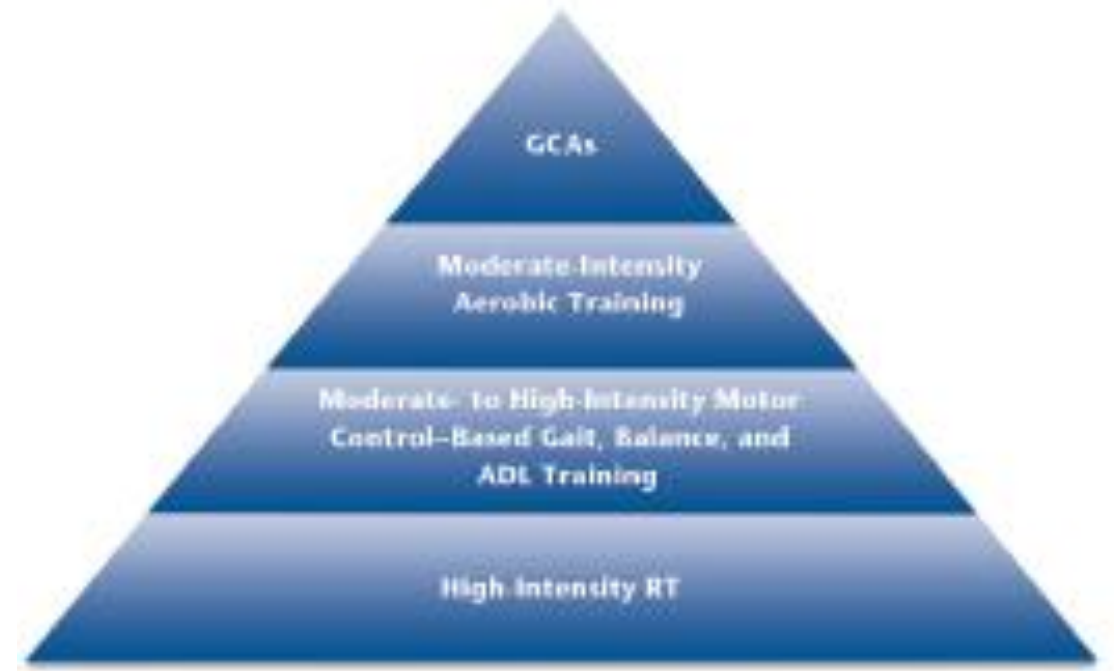 GCAs
Moderate-Intensity
Aerobic Training
Moderate- to High-Intensity Motor
Control–Based Gait, Balance, and
ADL Training
High-Intensity RT